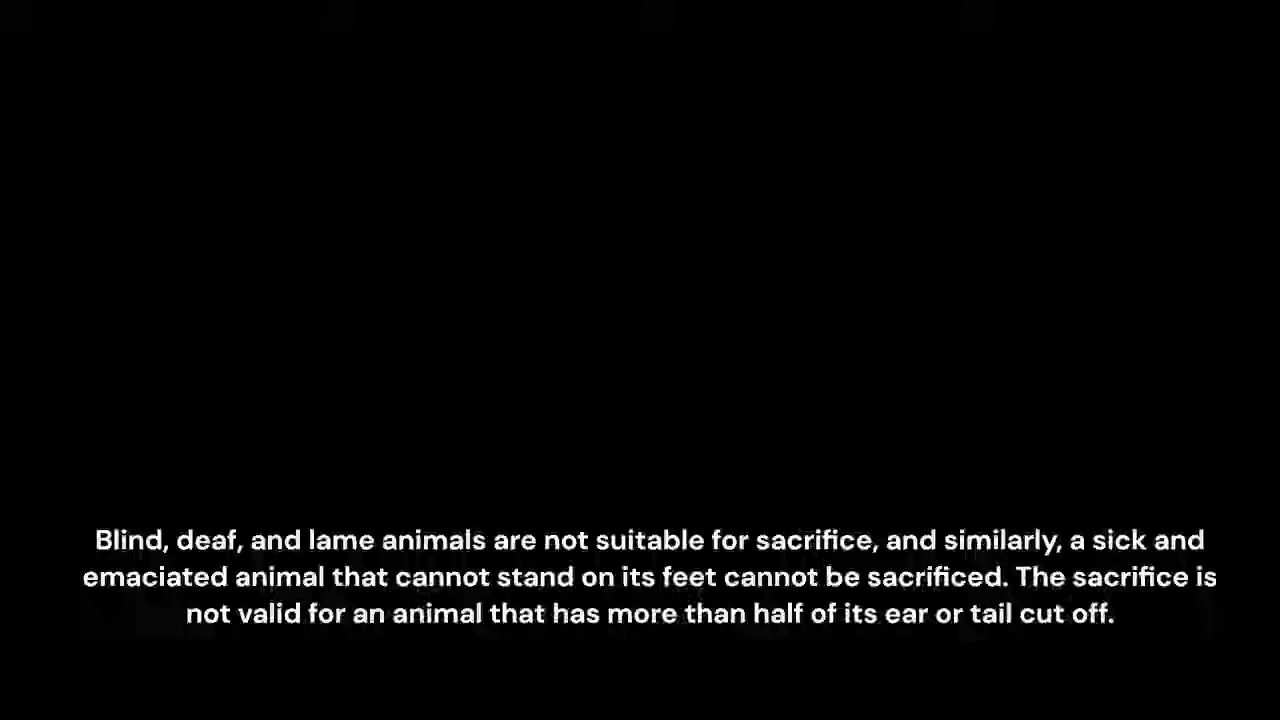 Blind, deaf, and lame animals are not suitable for sacrifice, and similarly, a sick and
emaciated animal that cannot stand on its feet cannot be sacrificed. The sacrifice is
not valid for an animal that has more than half of its ear or tail cut off.